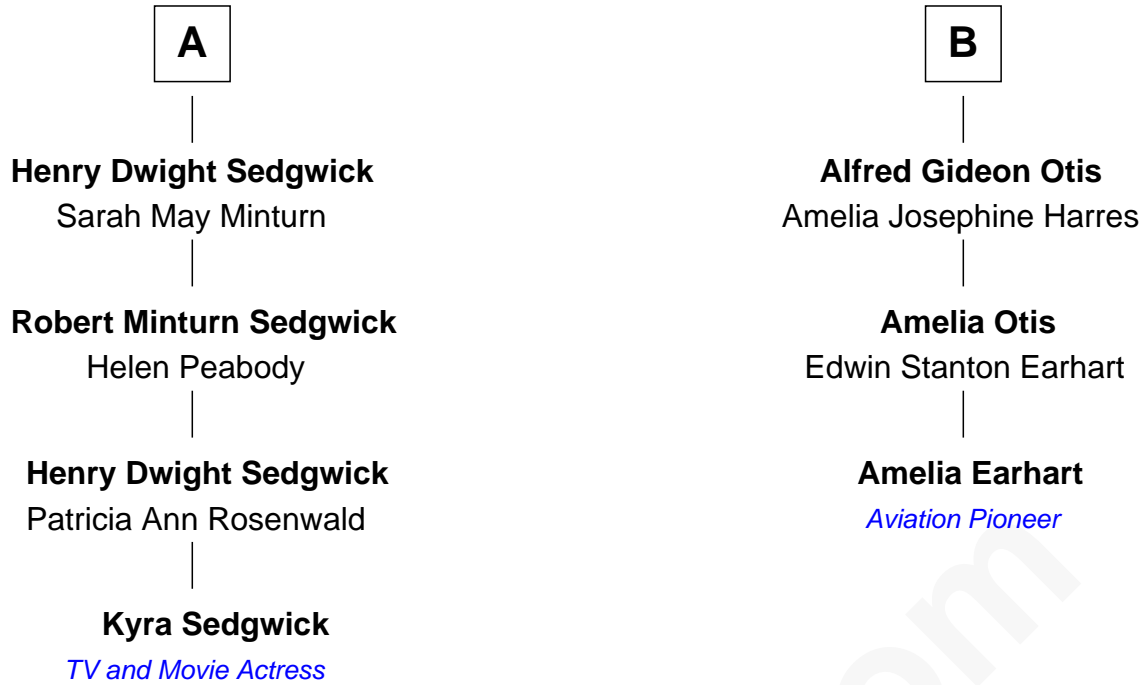 A
Henry Dwight Sedgwick
Sarah May Minturn
Robert Minturn Sedgwick
Helen Peabody
Henry Dwight Sedgwick
Patricia Ann Rosenwald
Kyra Sedgwick
TV and Movie Actress
B
Alfred Gideon Otis
Amelia Josephine Harres
Amelia Otis
Edwin Stanton Earhart
Amelia Earhart
Aviation Pioneer
om